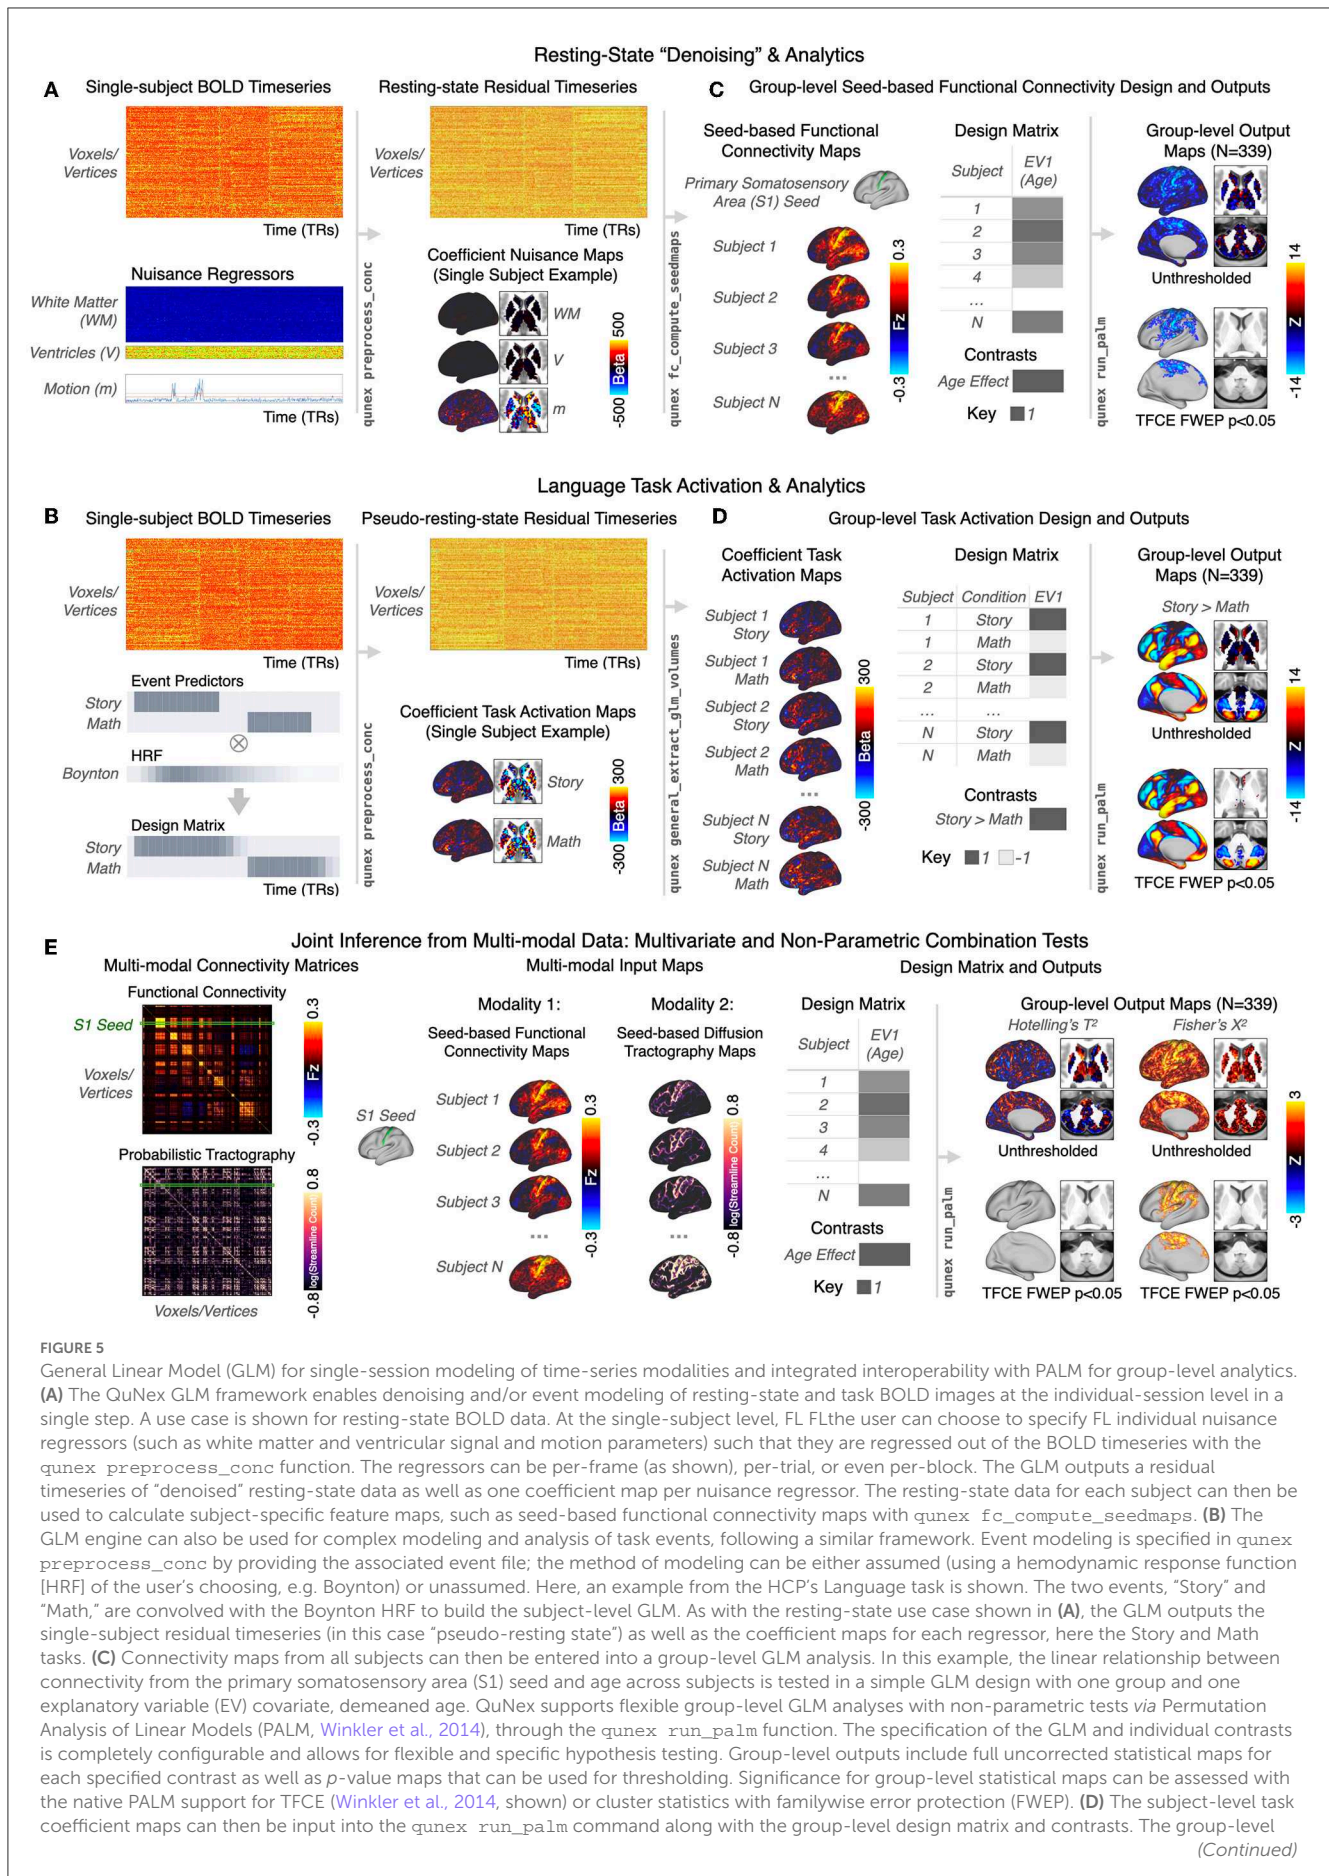 Resting-State “Denoising” & Analytics
A
Single-subject BOLD Timeseries
Voxels/
Vertices
Time (TRs)
Nuisance Regressors
White Matter
(WM)
Ventricles (V)
Motion (m)
Time (TRs)
qunex preprocess_conc
Resting-state Residual Timeseries
Voxels/
Vertices
Time (TRs)
Coefficient Nuisance Maps
(Single Subject Example)
WM
V
m
500
Beta
-500
qunex fc_compute_seedmaps
C
Group-level Seed-based Functional Connectivity Design and Outputs
Seed-based Functional
Connectivity Maps
Primary Somatosensory
Area (S1) Seed
Subject 1
Subject 2
Subject 3
...
Subject N
0.3
Fz
-0.3
Design Matrix
Subject
EV1
(Age)
1
2
3
4
...
N
Contrasts
Age Effect
Key
1
qunex run_palm
Group-level Output
Maps (N=339)
Unthresholded
TFCE FWEP p<0.05
14
Z
-14
Language Task Activation & Analytics
B
Single-subject BOLD Timeseries
Voxels/
Vertices
Time (TRs)
Event Predictors
Story
Math
HRF
Boynton
Design Matrix
Story
Math
Time (TRs)
qunex preprocess_conc
Pseudo-resting-state Residual Timeseries
Voxels/
Vertices
Time (TRs)
Coefficient Task Activation Maps
(Single Subject Example)
Story
Math
300
Beta
-300
qunex general_extract_glm_volumes
D
Group-level Task Activation Design and Outputs
Coefficient Task
Activation Maps
Subject 1
Story
Subject 1
Math
Subject 2
Story
Subject 2
Math
...
Subject N
Story
Subject N
Math
300
Beta
-300
Design Matrix
Subject Condition EV1
1 Story
1 Math
2 Story
2 Math
... ...
N Story
N Math
Contrasts
Story > Math
Key 1 -1
qunex run_palm
Group-level Output
Maps (N=339)
Story > Math
Unthresholded
TFCE FWEP p<0.05
14
Z
-14
E
Joint Inference from Multi-modal Data: Multivariate and Non-Parametric Combination Tests
Multi-modal Connectivity Matrices
Functional Connectivity
S1 Seed
Voxels/
Vertices
0.3
Fz
-0.3
Probabilistic Tractography
0.8
log(Streamline Count)
-0.8
Voxels/Vertices
S1 Seed
Multi-modal Input Maps
Modality 1:
Seed-based Functional
Connectivity Maps
Subject 1
Subject 2
Subject 3
...
Subject N
0.3
Fz
-0.3
Modality 2:
Seed-based Diffusion
Tractography Maps
...
0.8
log(Streamline Count)
-0.8
Design Matrix and Outputs
Design Matrix
Subject
EV1
(Age)
1
2
3
4
...
N
Contrasts
Age Effect
Key 1
qunex run_palm
Group-level Output Maps (N=339)
Hotelling's T²
Fisher's X²
Unthresholded
Unthresholded
TFCE FWEP p<0.05
TFCE FWEP p<0.05
3
Z
-3
FIGURE 5
General Linear Model (GLM) for single-session modeling of time-series modalities and integrated interoperability with PALM for group-level analytics.
(A) The QuNex GLM framework enables denoising and/or event modeling of resting-state and task BOLD images at the individual-session level in a
single step. A use case is shown for resting-state BOLD data. At the single-subject level, FL FLthe user can choose to specify FL individual nuisance
regressors (such as white matter and ventricular signal and motion parameters) such that they are regressed out of the BOLD timeseries with the
qunex preprocess_conc function. The regressors can be per-frame (as shown), per-trial, or even per-block. The GLM outputs a residual
timeseries of “denoised” resting-state data as well as one coefficient map per nuisance regressor. The resting-state data for each subject can then be
used to calculate subject-specific feature maps, such as seed-based functional connectivity maps with qunex fc_compute_seedmaps. (B) The
GLM engine can also be used for complex modeling and analysis of task events, following a similar framework. Event modeling is specified in qunex
preprocess_conc by providing the associated event file; the method of modeling can be either assumed (using a hemodynamic response function
[HRF] of the user’s choosing, e.g. Boynton) or unassumed. Here, an example from the HCP’s Language task is shown. The two events, “Story” and
“Math,” are convolved with the Boynton HRF to build the subject-level GLM. As with the resting-state use case shown in (A), the GLM outputs the
single-subject residual timeseries (in this case “pseudo-resting state”) as well as the coefficient maps for each regressor, here the Story and Math
tasks. (C) Connectivity maps from all subjects can then be entered into a group-level GLM analysis. In this example, the linear relationship between
connectivity from the primary somatosensory area (S1) seed and age across subjects is tested in a simple GLM design with one group and one
explanatory variable (EV) covariate, demeaned age. QuNex supports flexible group-level GLM analyses with non-parametric tests via Permutation
Analysis of Linear Models (PALM, Winkler et al., 2014), through the qunex run_palm function. The specification of the GLM and individual contrasts
is completely configurable and allows for flexible and specific hypothesis testing. Group-level outputs include full uncorrected statistical maps for
each specified contrast as well as p-value maps that can be used for thresholding. Significance for group-level statistical maps can be assessed with
the native PALM support for TFCE (Winkler et al., 2014, shown) or cluster statistics with familywise error protection (FWEP). (D) The subject-level task
coefficient maps can then be input into the qunex run_palm command along with the group-level design matrix and contrasts. The group-level
(Continued)